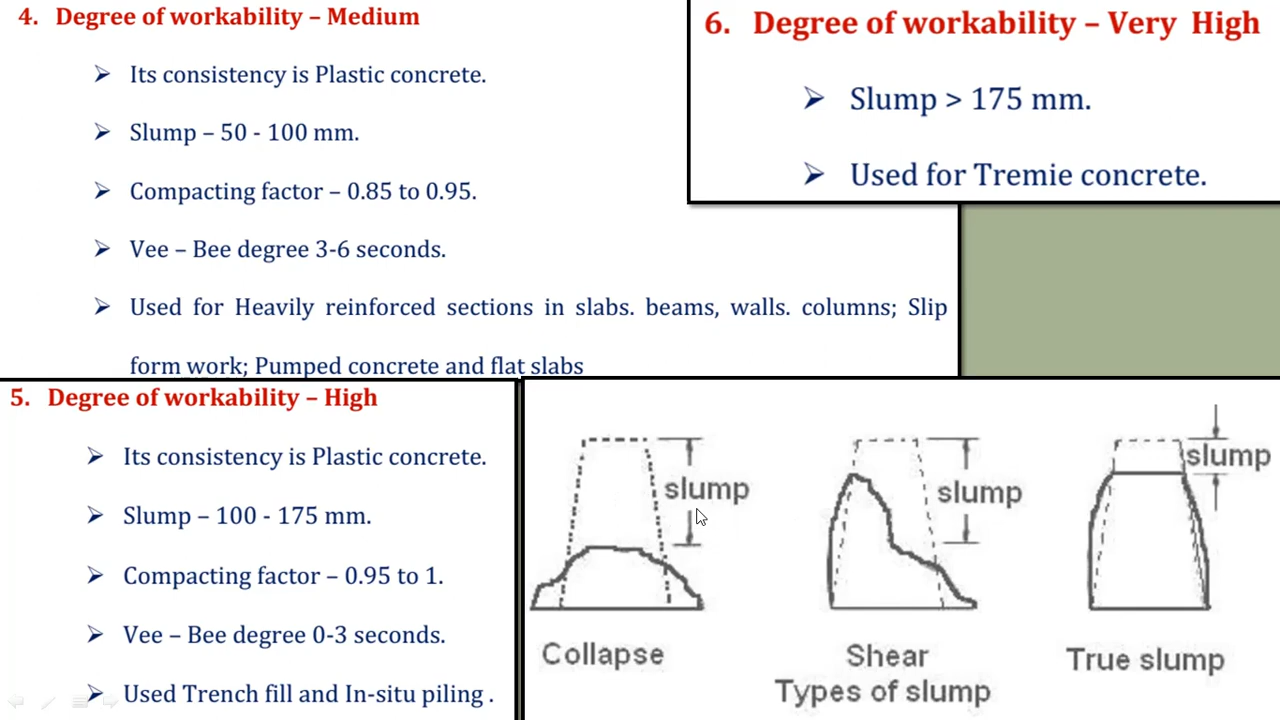 4. Degree of workability – Medium
➢ Its consistency is Plastic concrete.
➢ Slump – 50 - 100 mm.
➢ Compacting factor – 0.85 to 0.95.
➢ Vee – Bee degree 3-6 seconds.
➢ Used for Heavily reinforced sections in slabs. beams, walls. columns; Slip
form work; Pumped concrete and flat slabs
6. Degree of workability – Very High
➢ Slump > 175 mm.
➢ Used for Tremie concrete.
5. Degree of workability – High
➢ Its consistency is Plastic concrete.
➢ Slump – 100 - 175 mm.
➢ Compacting factor – 0.95 to 1.
➢ Vee – Bee degree 0-3 seconds.
➢ Used Trench fill and In-situ piling .
slump
slump
slump
Collapse
Shear
True slump
Types of slump